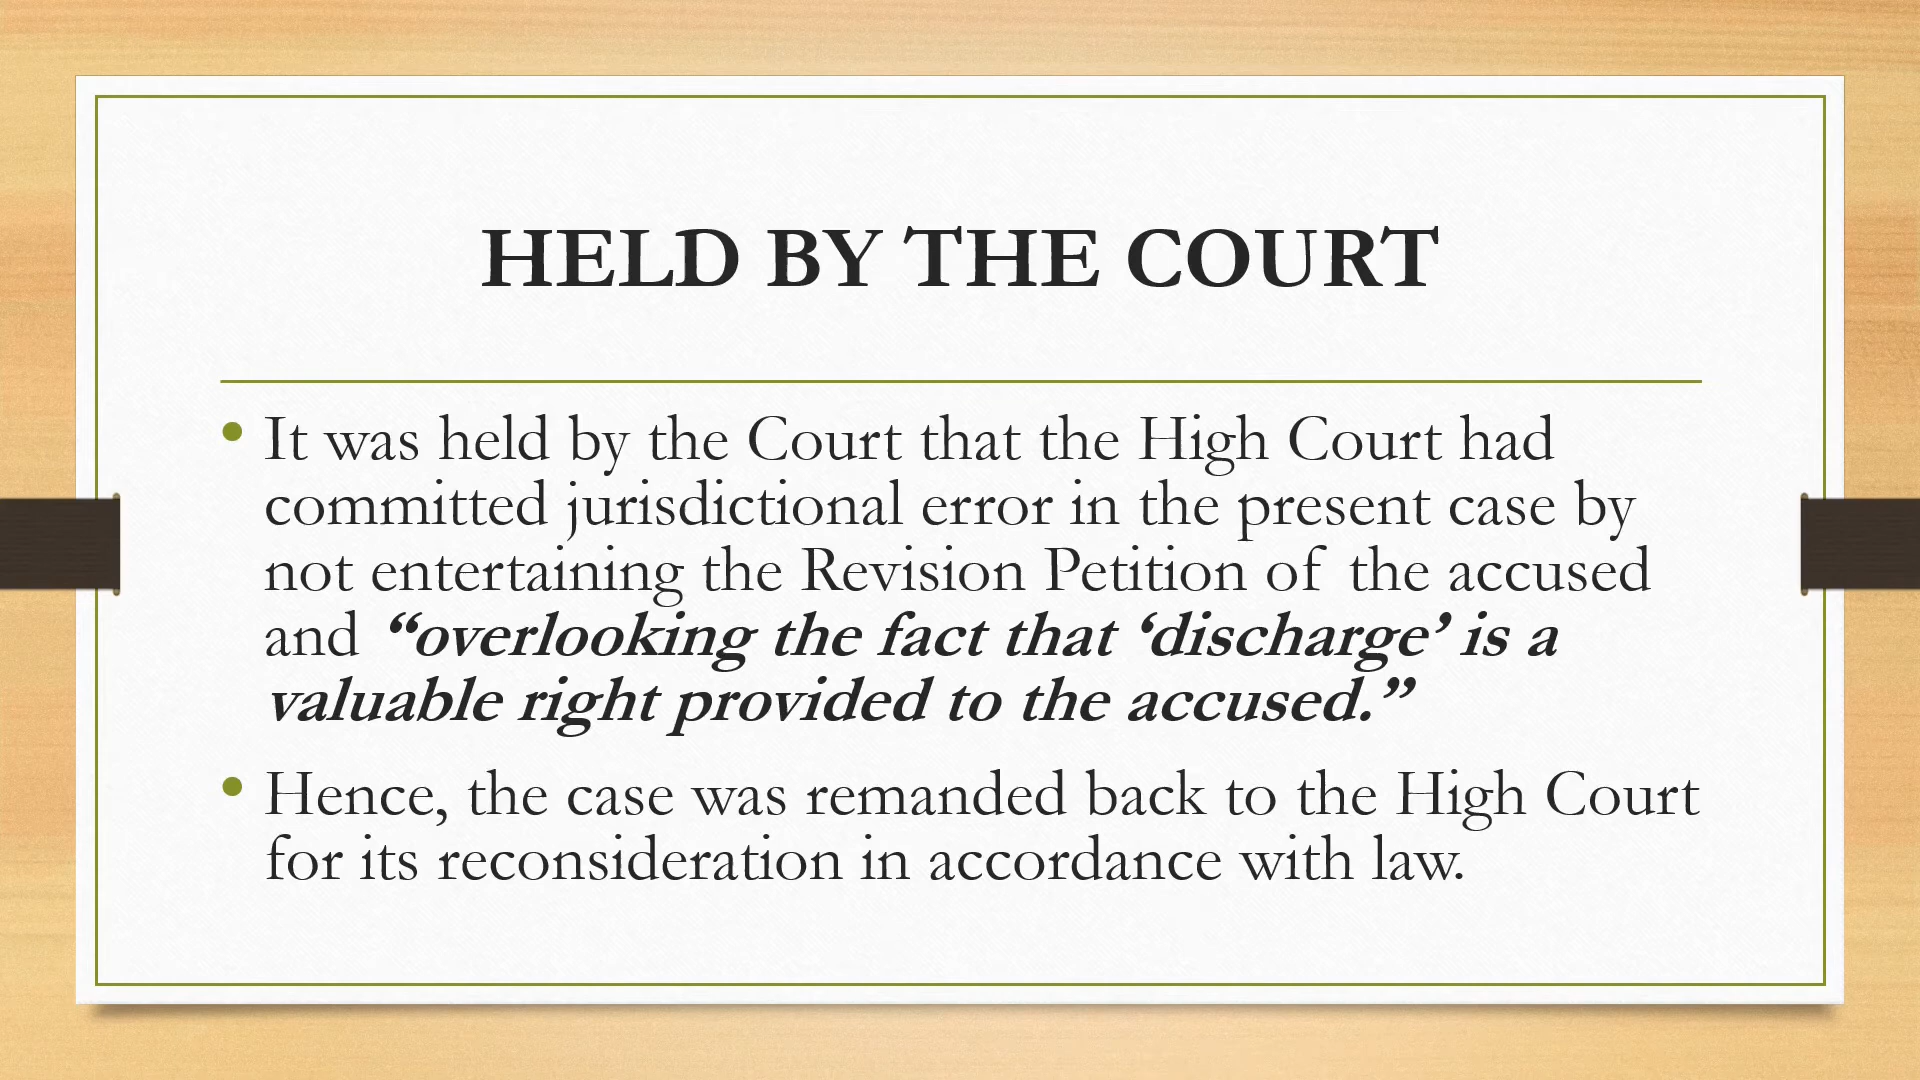 HELD BY THE COURT
• It was held by the Court that the High Court had
committed jurisdictional error in the present case by
not entertaining the Revision Petition of the accused
and “overlooking the fact that ‘discharge’ is a
valuable right provided to the accused.”
• Hence, the case was remanded back to the High Court
for its reconsideration in accordance with law.